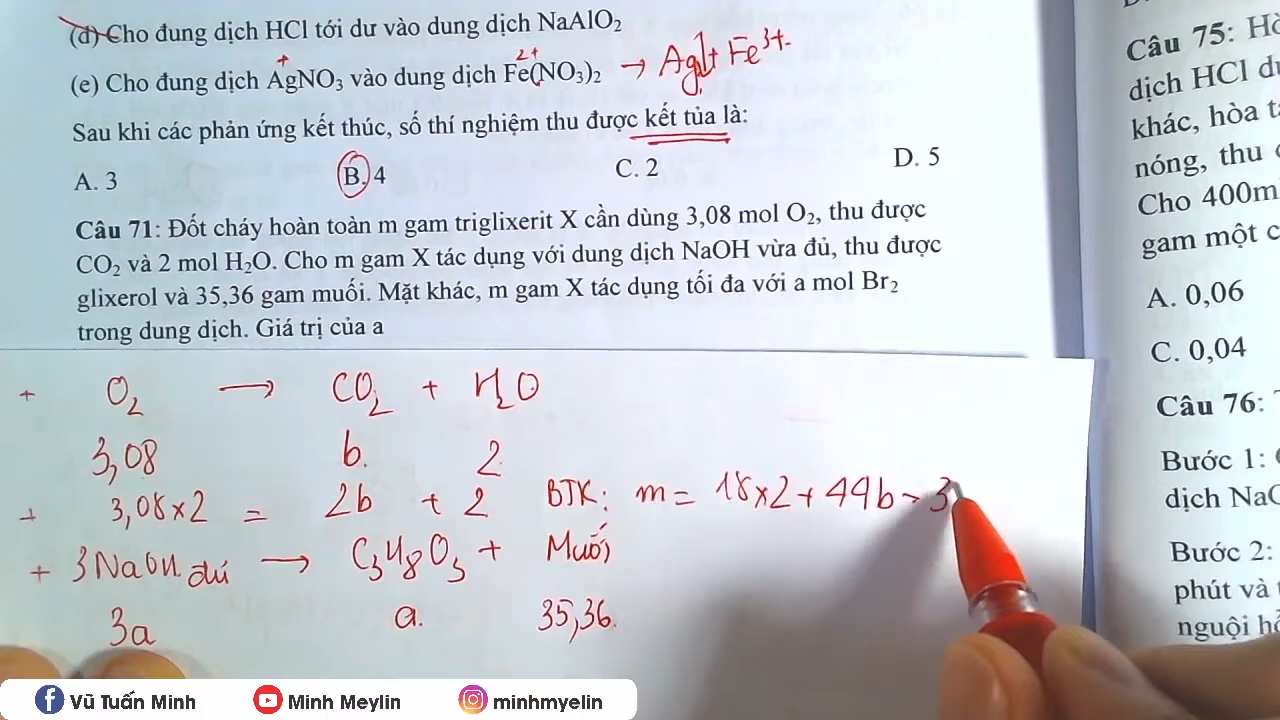 (d) Cho đung dịch HCl tới dư vào dung dịch NaAlO2
(e) Cho đung dịch AgNO3 vào dung dịch Fe(NO3)2 → Ag↓ + Fe3+
+
2+
Sau khi các phản ứng kết thúc, số thí nghiệm thu được kết tủa là:
A. 3 B. 4 C. 2 D. 5
Câu 71: Đốt cháy hoàn toàn m gam triglixerit X cần dùng 3,08 mol O2, thu được
CO2 và 2 mol H2O. Cho m gam X tác dụng với dung dịch NaOH vừa đủ, thu được
glixerol và 35,36 gam muối. Mặt khác, m gam X tác dụng tối đa với a mol Br2
trong dung dịch. Giá trị của a
+ O2 → CO2 + H2O
3,08 b. 2
+ 3,08×2 = 2b + 2 BTK: m = 18×2 + 44b - 3
+ 3NaOH đủ → C3H8O3 + Muối
3a a. 35,36.
Câu 75: Hò
dịch HCl dư
khác, hòa t
nóng, thu
Cho 400m
gam một c
A. 0,06
C. 0,04
Câu 76:
Bước 1:
dịch NaO
Bước 2:
phút và
nguội
Vũ Tuấn Minh
Minh Meylin
minhmyelin